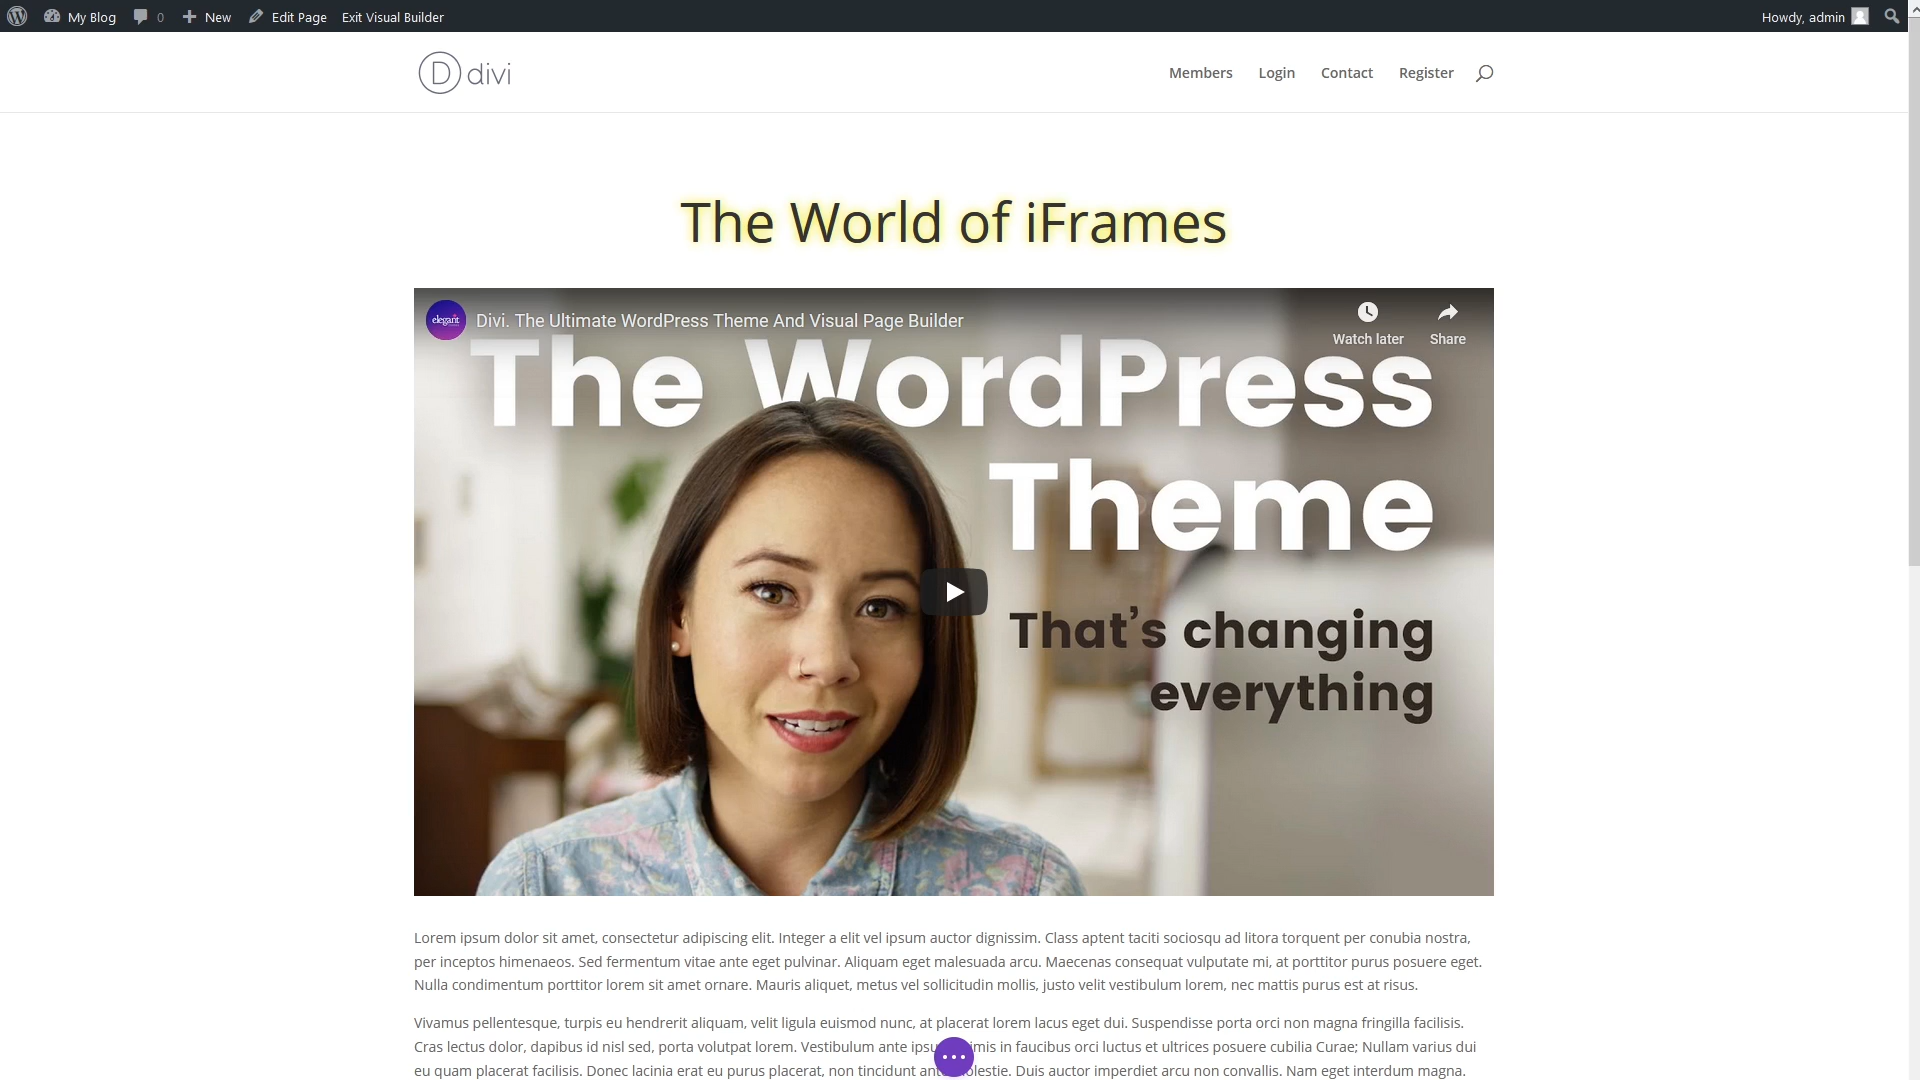 My Blog 0 New Edit Page Exit Visual Builder Howdy, admin
D divi Members Login Contact Register
The World of iFrames
elegant Divi. The Ultimate WordPress Theme And Visual Page Builder
Watch later Share
The WordPress
Theme
That's changing
everything
Lorem ipsum dolor sit amet, consectetur adipiscing elit. Integer a elit vel ipsum auctor dignissim. Class aptent taciti sociosqu ad litora torquent per conubia nostra,
per inceptos himenaeos. Sed fermentum vitae ante eget pulvinar. Aliquam eget malesuada arcu. Maecenas consequat vulputate mi, at porttitor purus posuere eget.
Nulla condimentum porttitor lorem sit amet ornare. Mauris aliquet, metus vel sollicitudin mollis, justo velit vestibulum lorem, nec mattis purus est at risus.
Vivamus pellentesque, turpis eu hendrerit aliquam, velit ligula euismod nunc, at placerat lorem lacus eget dui. Suspendisse porta orci non magna fringilla facilisis.
Cras lectus dolor, dapibus id nisl sed, porta volutpat lorem. Vestibulum ante in faucibus orci luctus et ultrices posuere cubilia Curae; Nullam varius dui
eu quam placerat facilisis. Donec lacinia erat eu purus placerat, non tincidunt Duis auctor imperdiet arcu non convallis. Nam eget interdum magna.